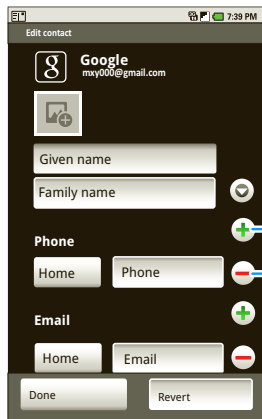 7:39 PM
Edit contact
g Google
mxy000@gmail.com
Given name
Family name
Phone
Home Phone
Email
Home Email
Done Revert